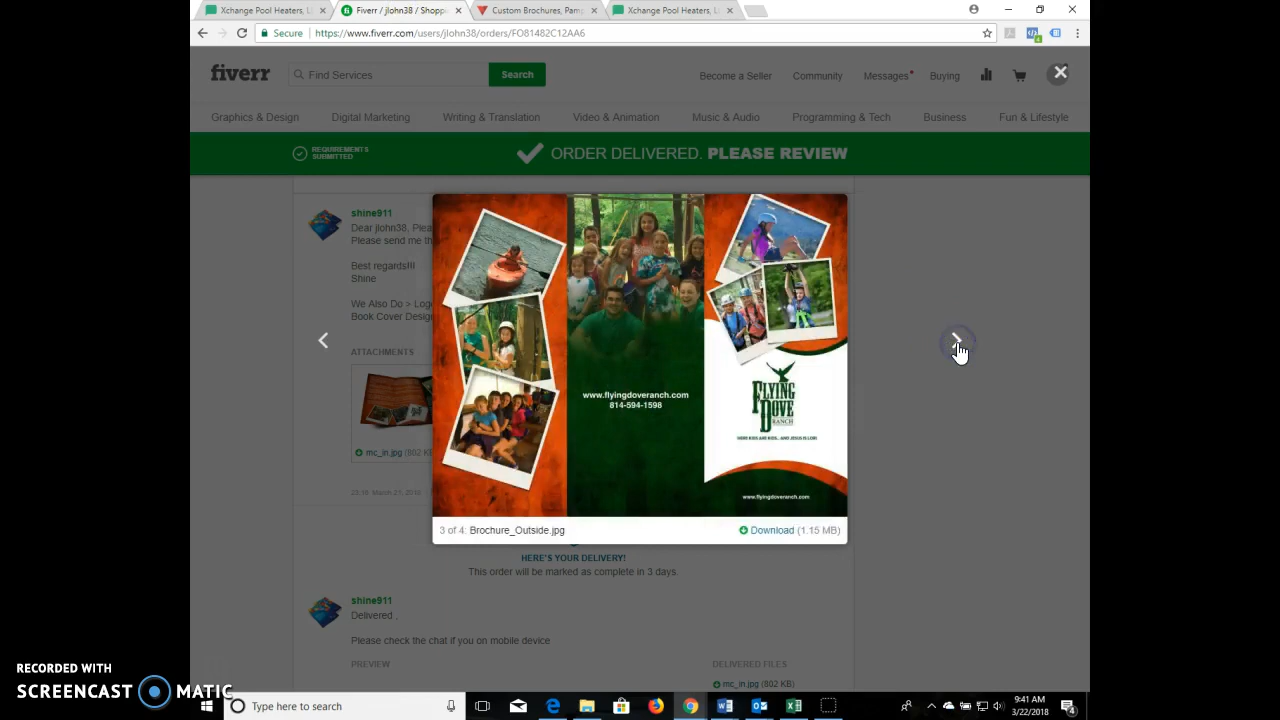 Xchange Pool Heaters, L
Fiverr / jlohn38 / Shopp
Custom Brochures, Pam
Xchange Pool Heaters, L
Secure
https://www.fiverr.com/users/jlohn38/orders/FO81482C12AA6
fiverr
Find Services
Search
Become a Seller
Community
Messages
Buying
Graphics & Design
Digital Marketing
Writing & Translation
Video & Animation
Music & Audio
Programming & Tech
Business
Fun & Lifestyle
REQUIREMENTS
SUBMITTED
ORDER DELIVERED. PLEASE REVIEW
shine911
Dear jlohn38, Plea
Please send me th
Best regards!!!
Shine
We Also Do > Log
Book Cover Desig
ATTACHMENTS
mc_in.jpg (802 KB
www.flyingdoveranch.com
814-594-1598
FLYING
DOVE
RANCH
www.flyingdoveranch.com
3 of 4: Brochure_Outside.jpg
Download (1.15 MB)
HERE'S YOUR DELIVERY!
This order will be marked as complete in 3 days.
shine911
Delivered ,
Please check the chat if you on mobile device
PREVIEW
DELIVERED FILES
mc_in.jpg (802 KB)
RECORDED WITH
SCREENCAST MATIC
Type here to search
9:41 AM
3/22/2018
4